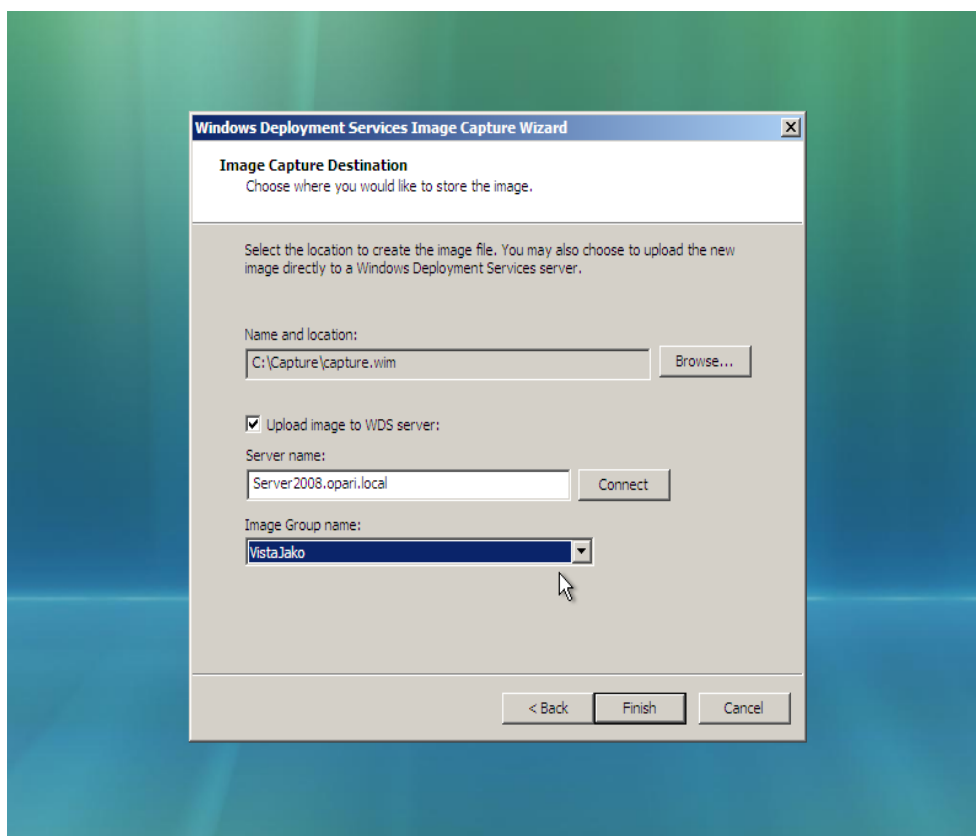 Windows Deployment Services Image Capture Wizard
Image Capture Destination
Choose where you would like to store the image.
Select the location to create the image file. You may also choose to upload the new
image directly to a Windows Deployment Services server.
Name and location:
C:\Capture\capture.wim
Browse...
Upload image to WDS server:
Server name:
Server2008.opari.local
Connect
Image Group name:
VistaJako
< Back
Finish
Cancel